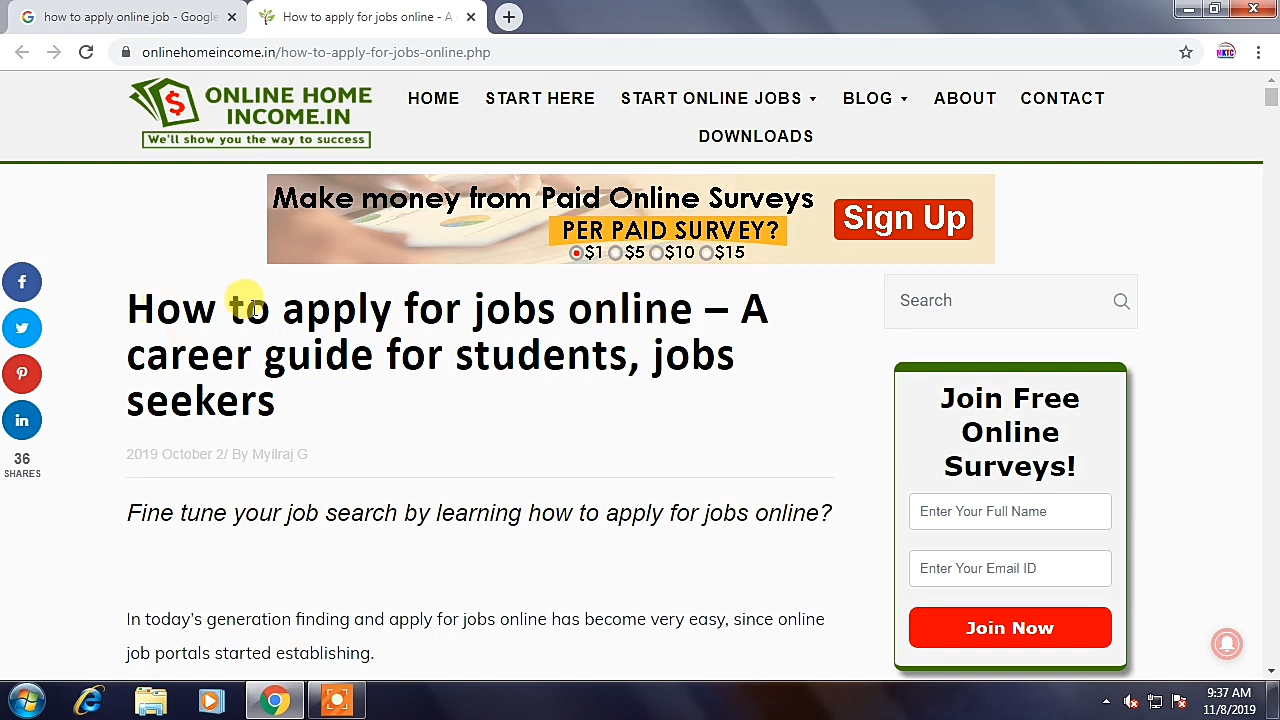 how to apply online job - Google
How to apply for jobs online - A
onlinehomeincome.in/how-to-apply-for-jobs-online.php
MKTC
ONLINE HOME
INCOME.IN
We'll show you the way to success
HOME
START HERE
START ONLINE JOBS
BLOG
ABOUT
CONTACT
DOWNLOADS
Make money from Paid Online Surveys
PER PAID SURVEY?
$1 $5 $10 $15
Sign Up
36
SHARES
How to apply for jobs online – A
career guide for students, jobs
seekers
2019 October 2/ By Myilraj G
Fine tune your job search by learning how to apply for jobs online?
In today's generation finding and apply for jobs online has become very easy, since online
job portals started establishing.
Search
Join Free
Online
Surveys!
Enter Your Full Name
Enter Your Email ID
Join Now
9:37 AM
11/8/2019